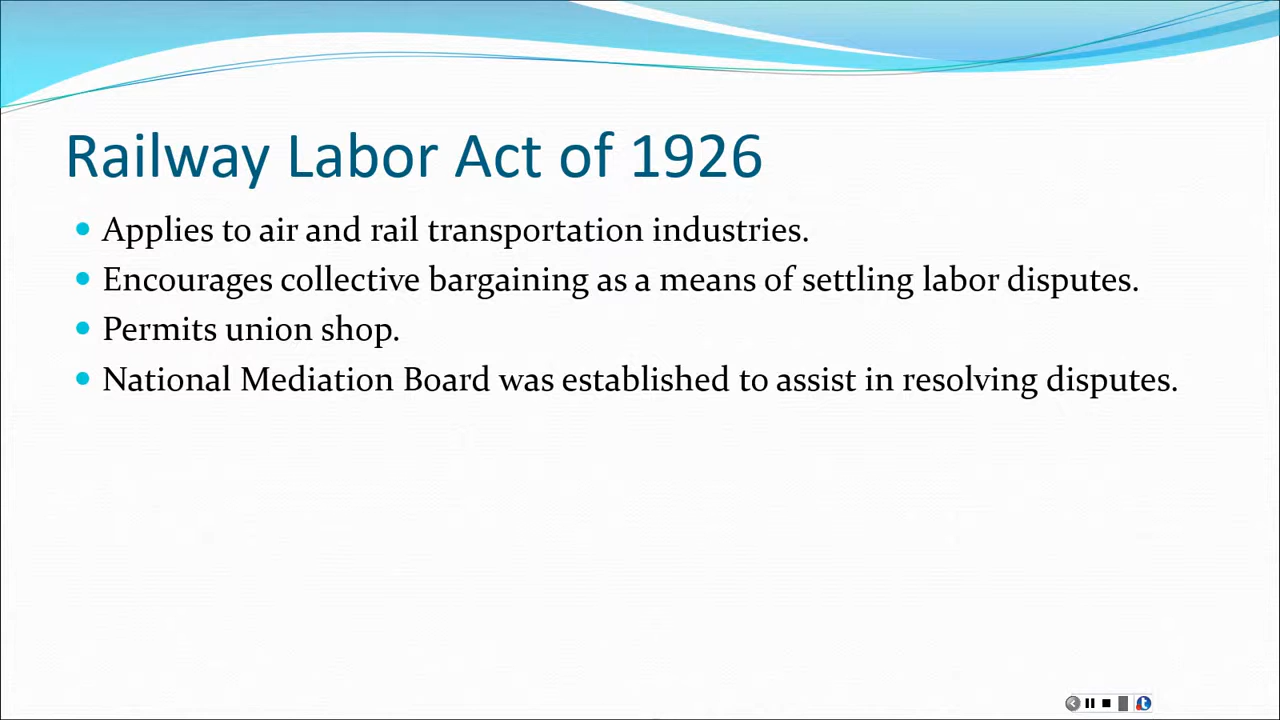 Railway Labor Act of 1926
• Applies to air and rail transportation industries.
• Encourages collective bargaining as a means of settling labor disputes.
• Permits union shop.
• National Mediation Board was established to assist in resolving disputes.